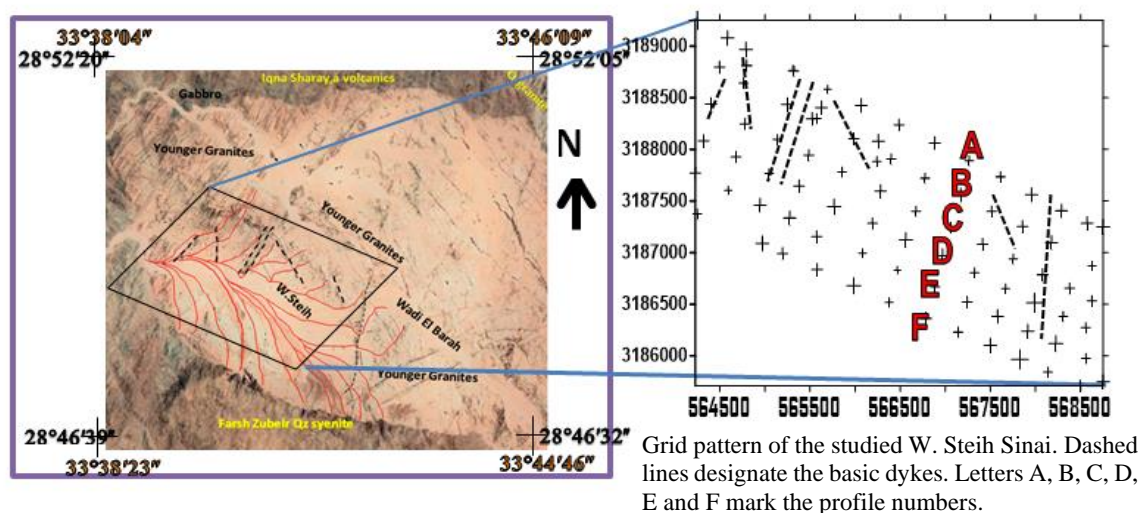 33°38'04"
33°46'09"
28°52'20"
28°52'05"
Iqna Sharay,a volcanics
Gabbro
Younger Granites
N
Younger Granites
W.Steih
Wadi El Barah
Younger Granites
Farsh Zubeir Qz syenite
28°46'39"
28°46'32"
33°38'23"
33°44'46"
3189000
3188500
3188000
3187500
3187000
3186500
3186000
A
B
C
D
E
F
564500 565500 566500 567500 568500
Grid pattern of the studied W. Steih Sinai. Dashed
lines designate the basic dykes. Letters A, B, C, D,
E and F mark the profile numbers.